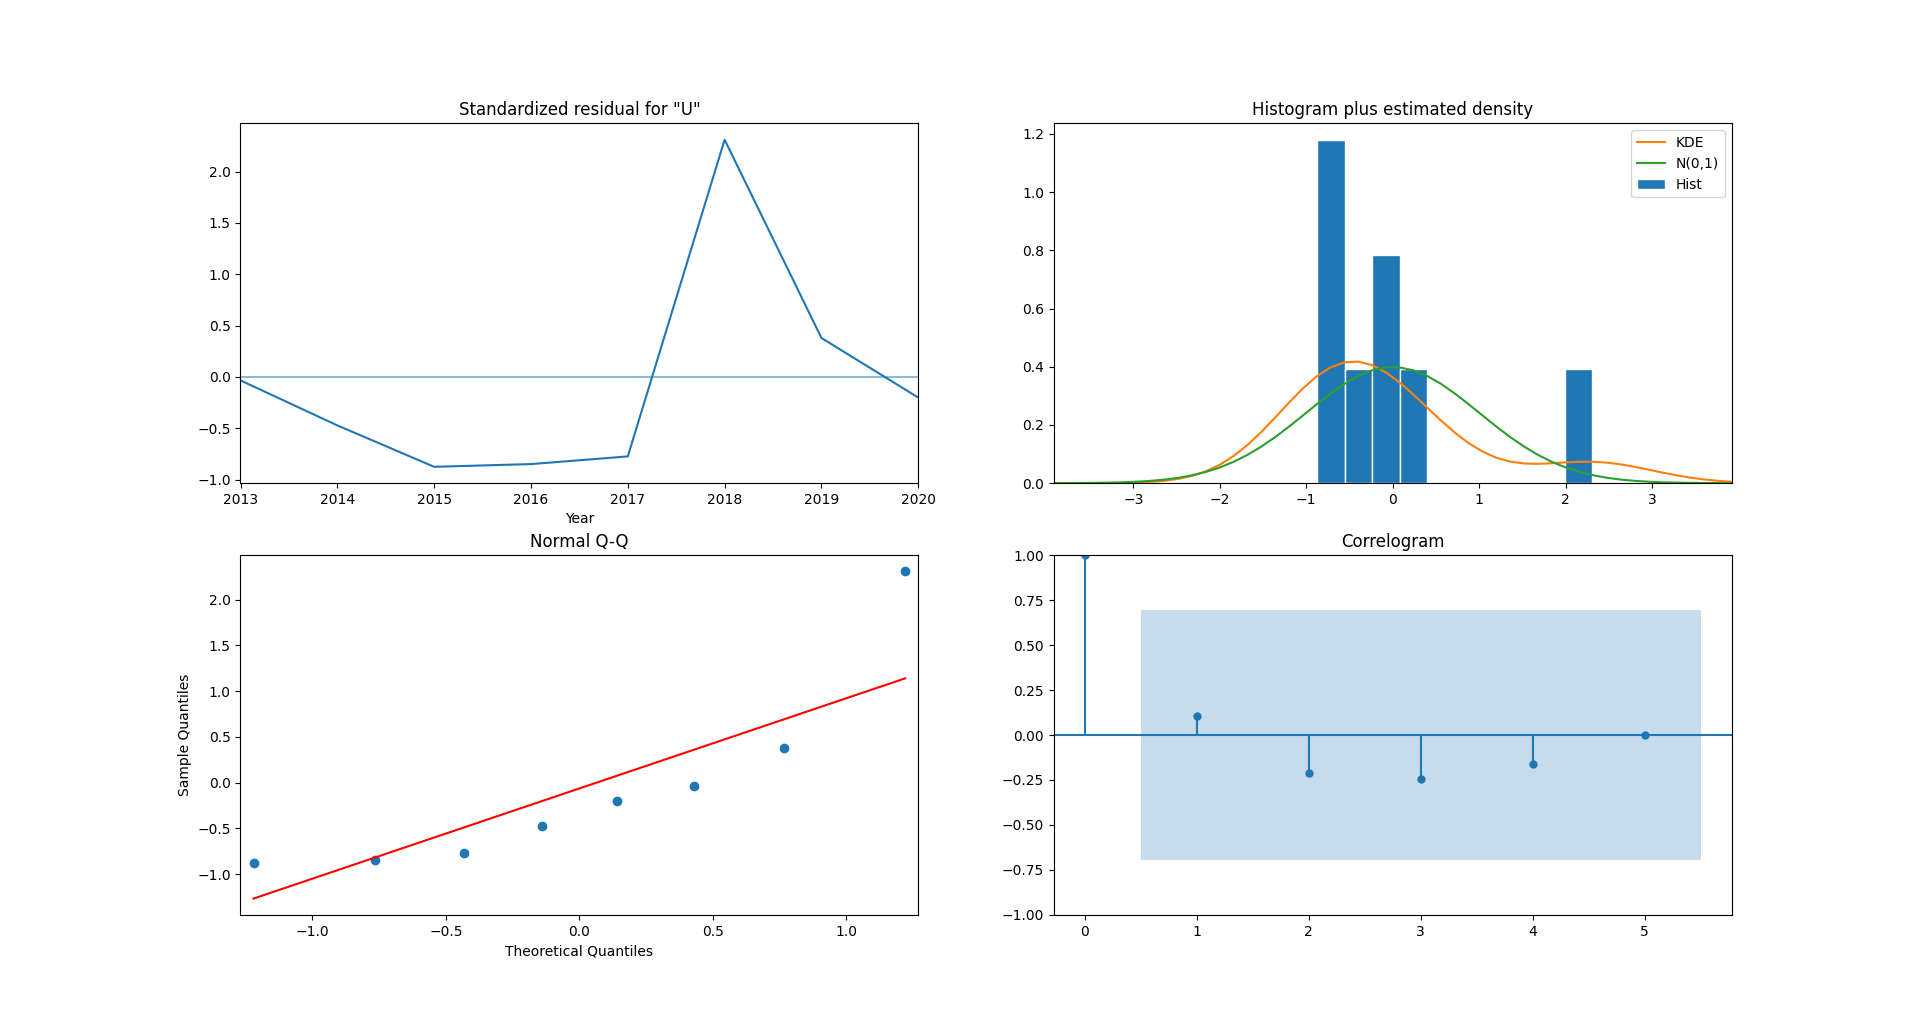 Standardized residual for "U"
2.0
1.5
1.0
0.5
0.0
−0.5
−1.0
2013 2014 2015 2016 2017 2018 2019 2020
Year
Histogram plus estimated density
1.2
1.0
0.8
0.6
0.4
0.2
0.0
−3 −2 −1 0 1 2 3
KDE
N(0,1)
Hist
Normal Q-Q
Sample Quantiles
2.0
1.5
1.0
0.5
0.0
−0.5
−1.0
−1.0 −0.5 0.0 0.5 1.0
Theoretical Quantiles
Correlogram
1.00
0.75
0.50
0.25
0.00
−0.25
−0.50
−0.75
−1.00
0 1 2 3 4 5